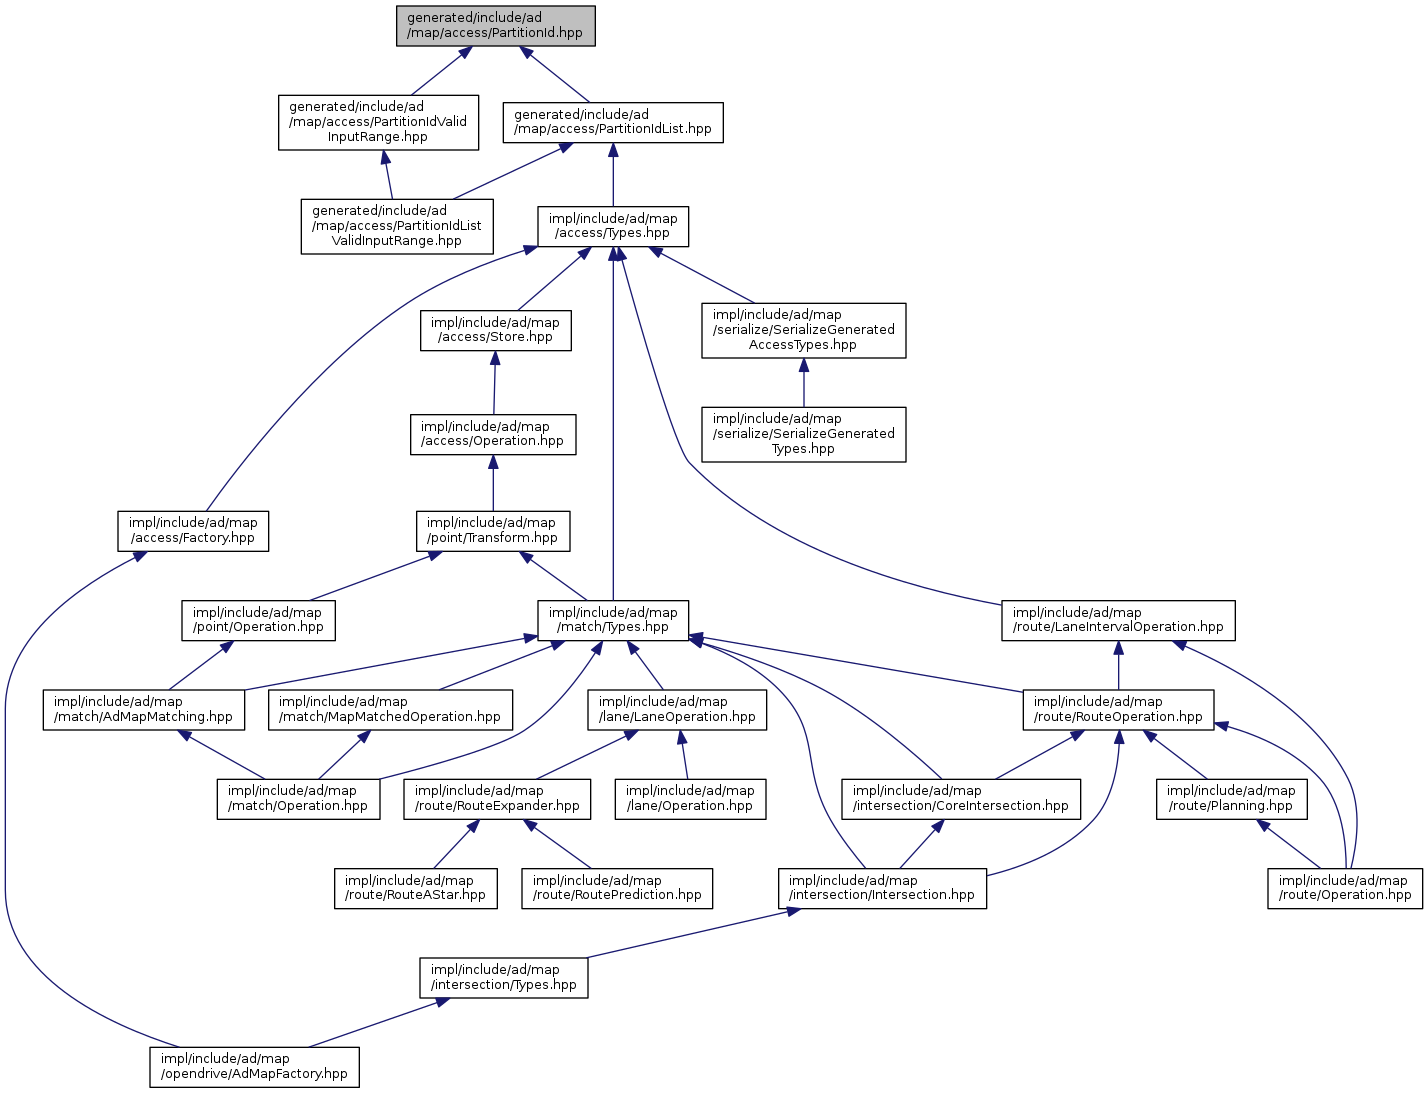 generated/include/ad
/map/access/PartitionId.hpp
generated/include/ad
/map/access/PartitionIdValid
InputRange.hpp
generated/include/ad
/map/access/PartitionIdList.hpp
generated/include/ad
/map/access/PartitionIdList
ValidInputRange.hpp
impl/include/ad/map
/access/Types.hpp
impl/include/ad/map
/access/Store.hpp
impl/include/ad/map
/serialize/SerializeGenerated
AccessTypes.hpp
impl/include/ad/map
/access/Operation.hpp
impl/include/ad/map
/serialize/SerializeGenerated
Types.hpp
impl/include/ad/map
/access/Factory.hpp
impl/include/ad/map
/point/Transform.hpp
impl/include/ad/map
/point/Operation.hpp
impl/include/ad/map
/match/Types.hpp
impl/include/ad/map
/route/LaneIntervalOperation.hpp
impl/include/ad/map
/match/AdMapMatching.hpp
impl/include/ad/map
/match/MapMatchedOperation.hpp
impl/include/ad/map
/lane/LaneOperation.hpp
impl/include/ad/map
/route/RouteOperation.hpp
impl/include/ad/map
/match/Operation.hpp
impl/include/ad/map
/route/RouteExpander.hpp
impl/include/ad/map
/lane/Operation.hpp
impl/include/ad/map
/intersection/CoreIntersection.hpp
impl/include/ad/map
/route/Planning.hpp
impl/include/ad/map
/route/RouteAStar.hpp
impl/include/ad/map
/route/RoutePrediction.hpp
impl/include/ad/map
/intersection/Intersection.hpp
impl/include/ad/map
/route/Operation.hpp
impl/include/ad/map
/intersection/Types.hpp
impl/include/ad/map
/opendrive/AdMapFactory.hpp